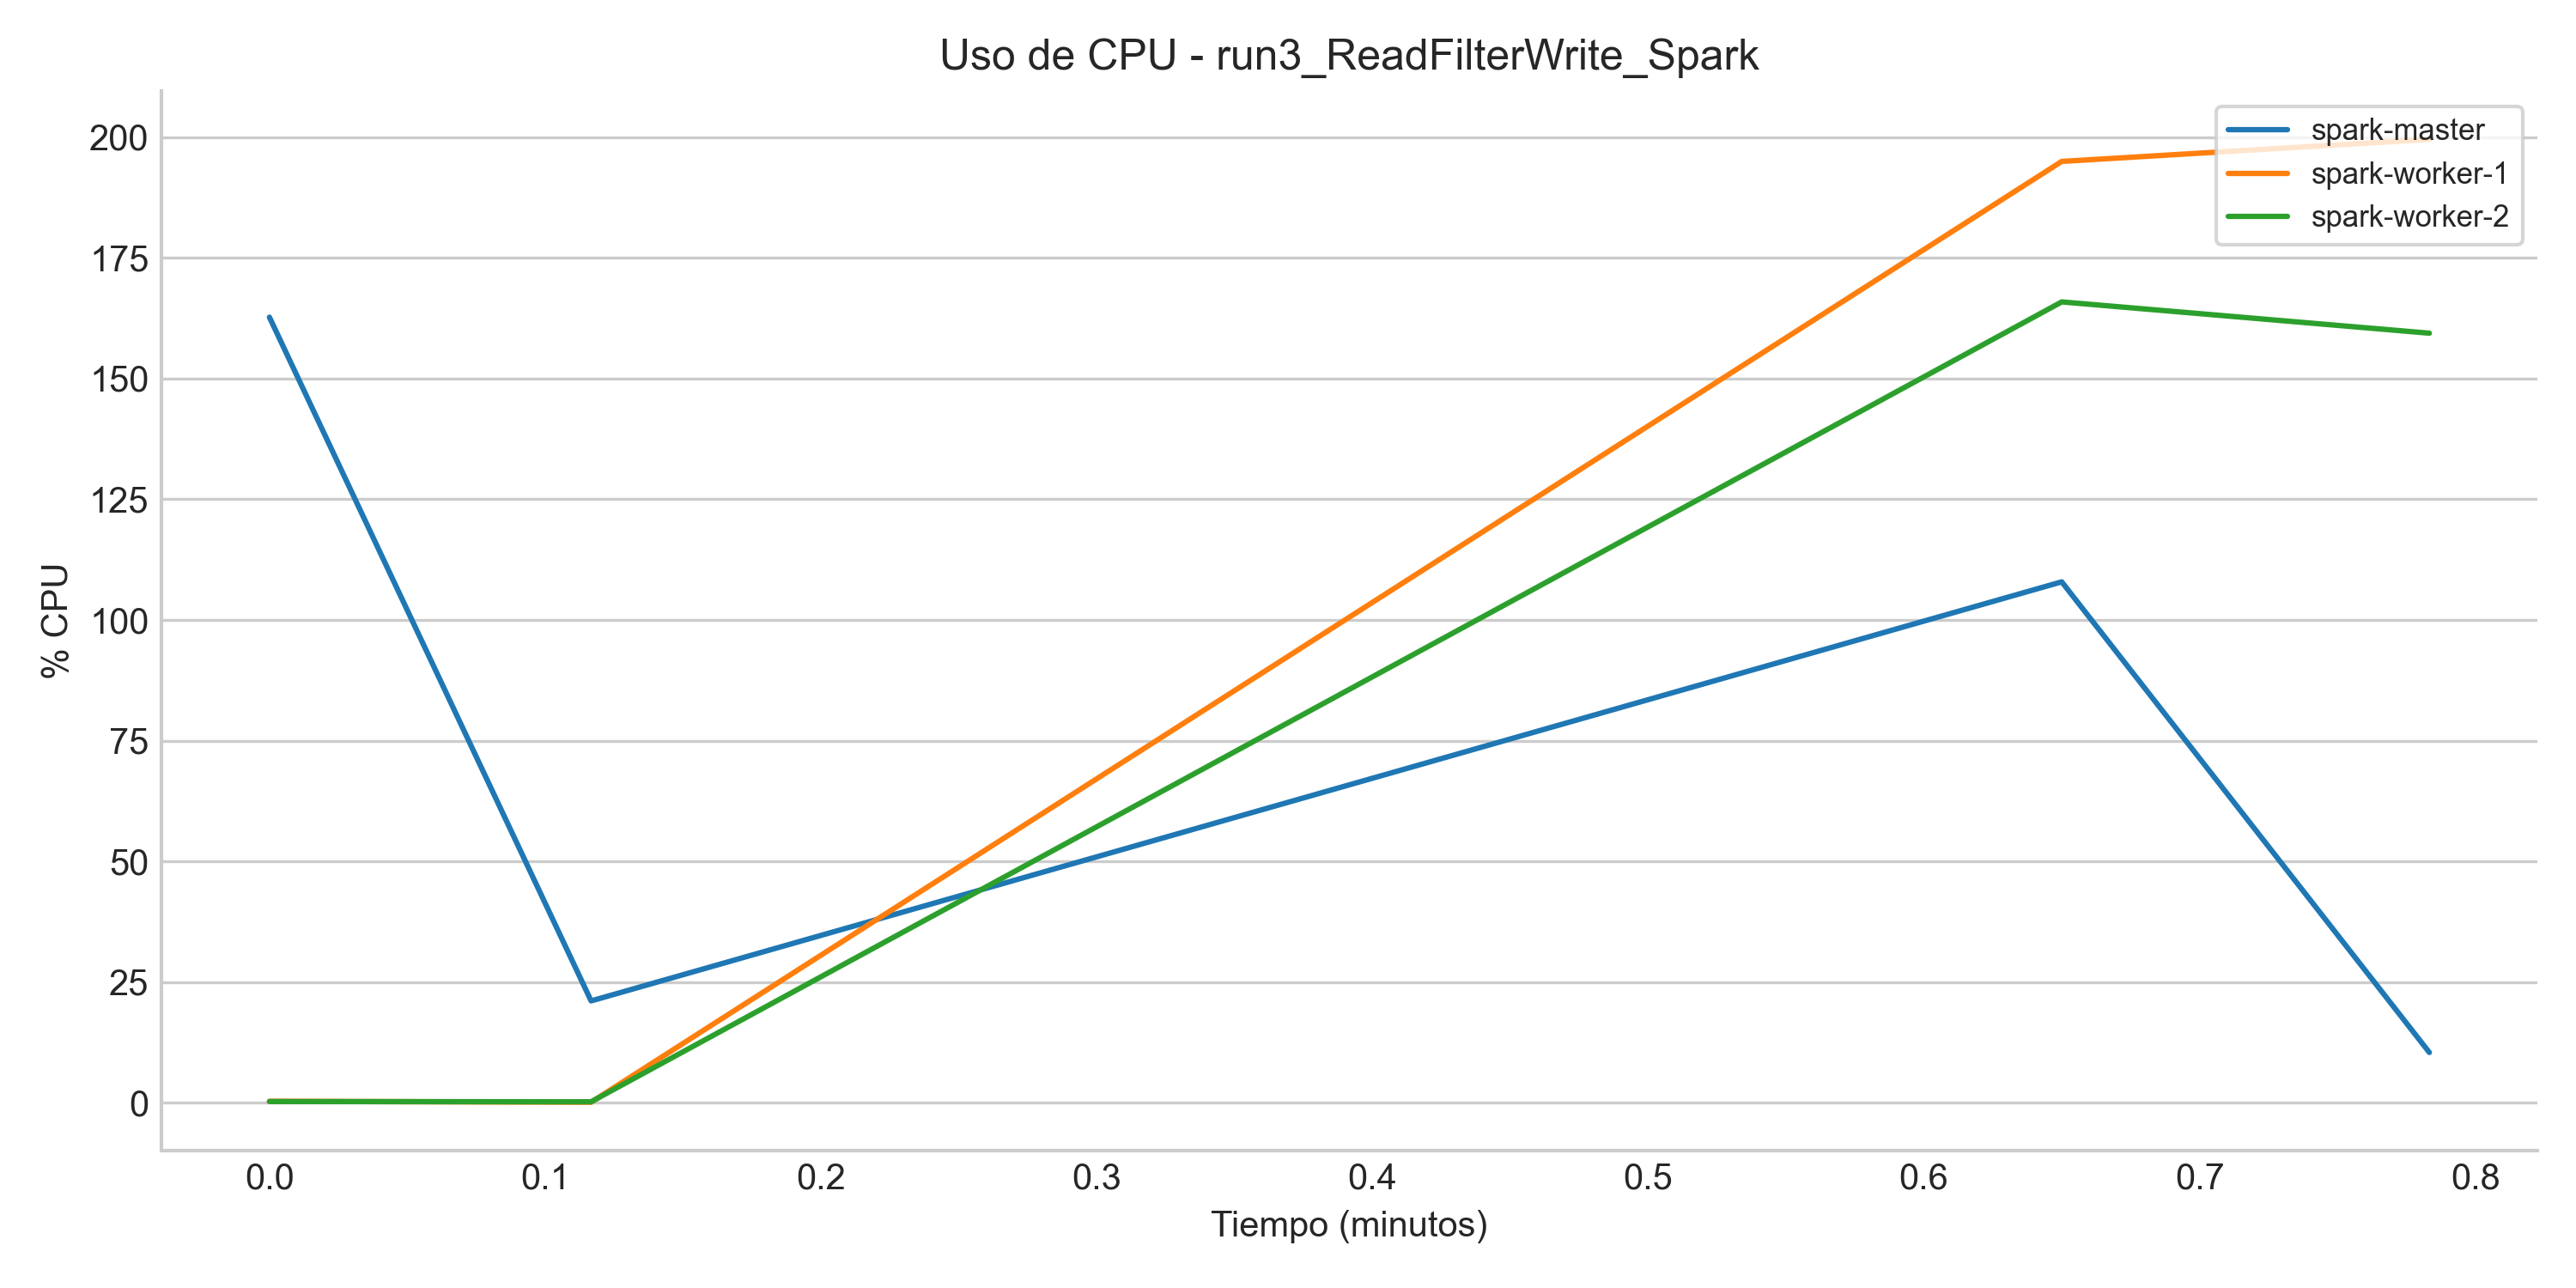 Uso de CPU - run3_ReadFilterWrite_Spark
spark-master
spark-worker-1
spark-worker-2
% CPU
200
175
150
125
100
75
50
25
0
0.0 0.1 0.2 0.3 0.4 0.5 0.6 0.7 0.8
Tiempo (minutos)